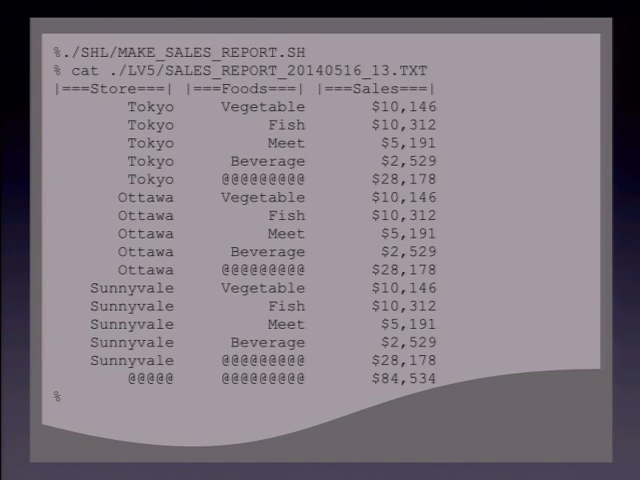 %./SHL/MAKE_SALES_REPORT.SH
% cat ./LV5/SALES_REPORT_20140516_13.TXT
|===Store===| |===Foods===| |===Sales===|
Tokyo Vegetable $10,146
Tokyo Fish $10,312
Tokyo Meet $5,191
Tokyo Beverage $2,529
Tokyo @@@@@@@@@ $28,178
Ottawa Vegetable $10,146
Ottawa Fish $10,312
Ottawa Meet $5,191
Ottawa Beverage $2,529
Ottawa @@@@@@@@@ $28,178
Sunnyvale Vegetable $10,146
Sunnyvale Fish $10,312
Sunnyvale Meet $5,191
Sunnyvale Beverage $2,529
Sunnyvale @@@@@@@@@ $28,178
@@@@@ @@@@@@@@@ $84,534
%